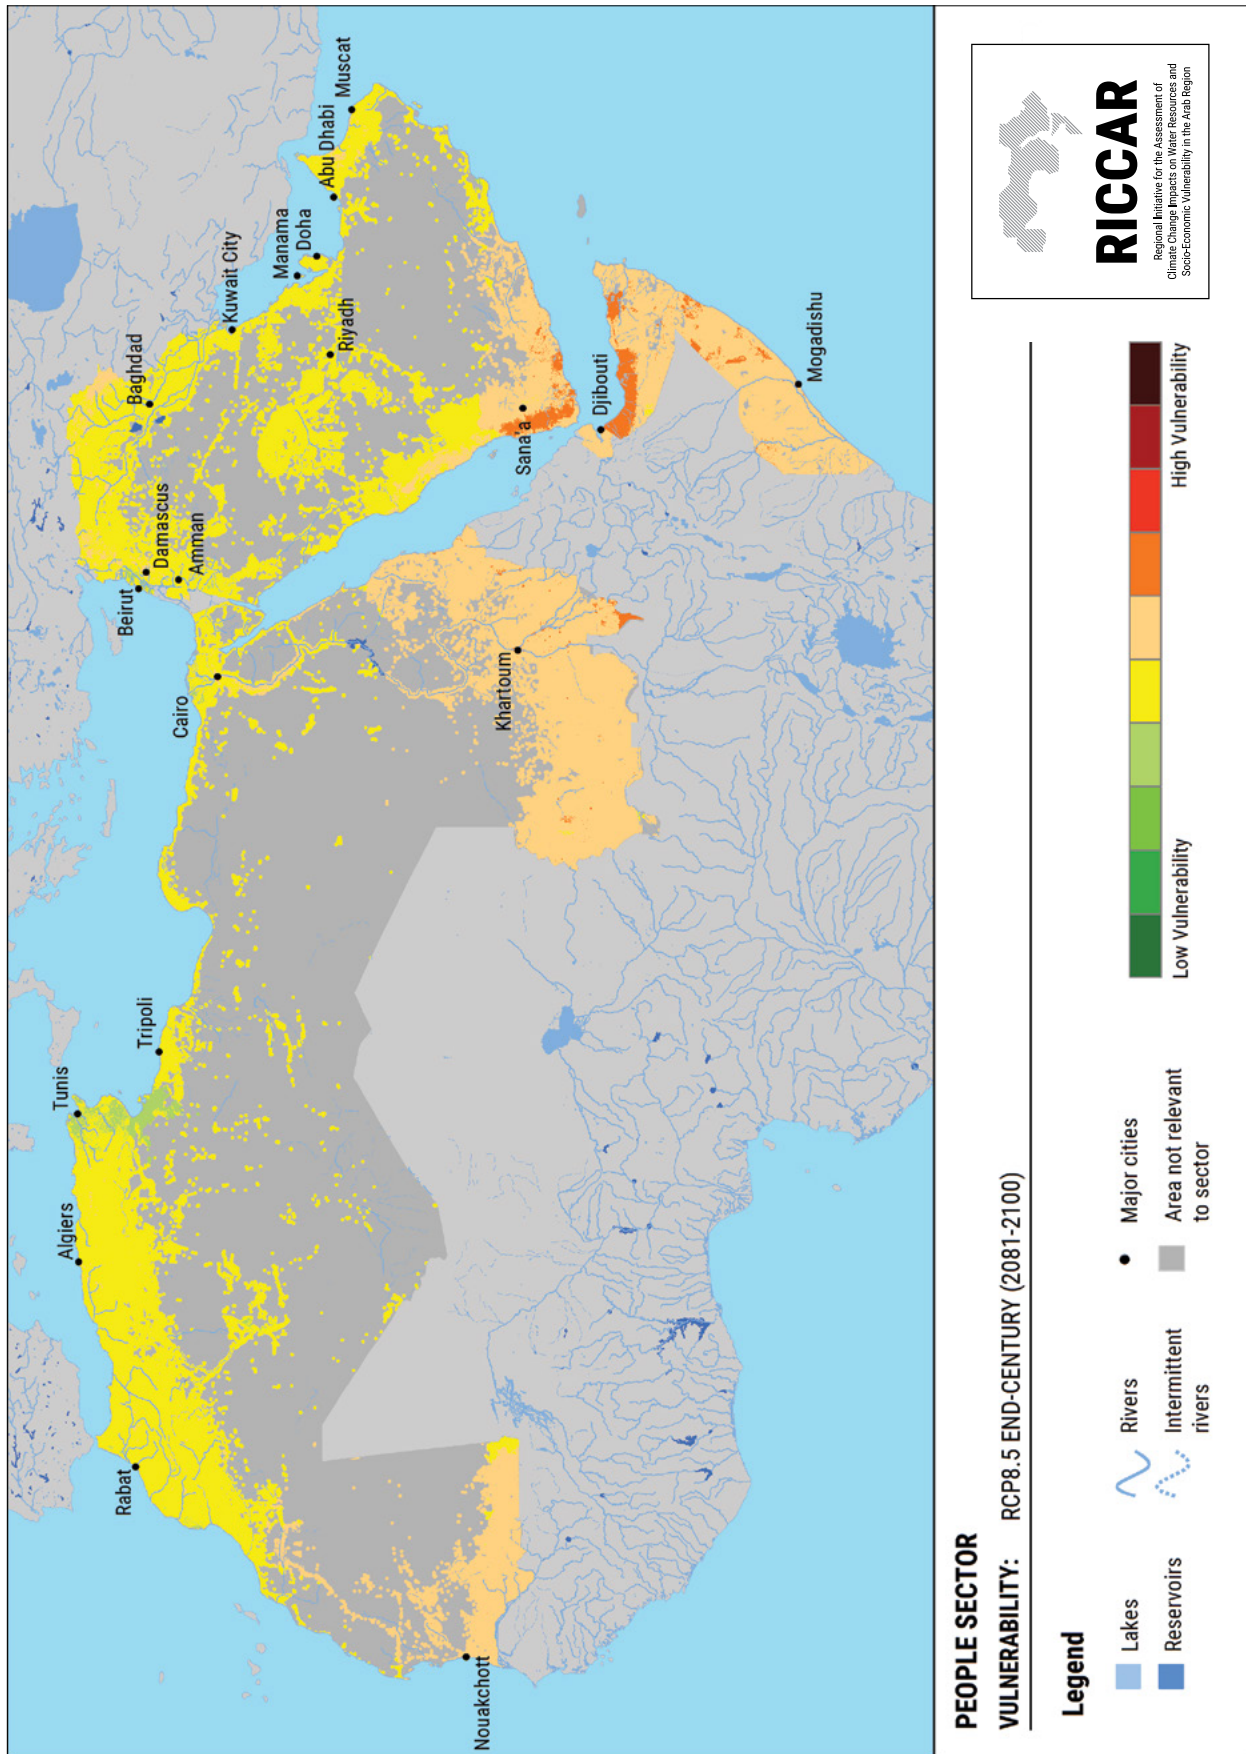 Rabat
Algiers
Tunis
Tripoli
Cairo
Beirut
Damascus
Amman
Baghdad
Kuwait City
Manama
Doha
Abu Dhabi
Muscat
Riyadh
Sana'a
Djibouti
Khartoum
Mogadishu
Nouakchott
PEOPLE SECTOR
VULNERABILITY: RCP8.5 END-CENTURY (2081-2100)
Legend
Lakes
Reservoirs
Rivers
Intermittent
rivers
Major cities
Area not relevant
to sector
Low Vulnerability
High Vulnerability
RICCAR
Regional Initiative for the Assessment of
Climate Change Impacts on Water Resources and
Socio-Economic Vulnerability in the Arab Region